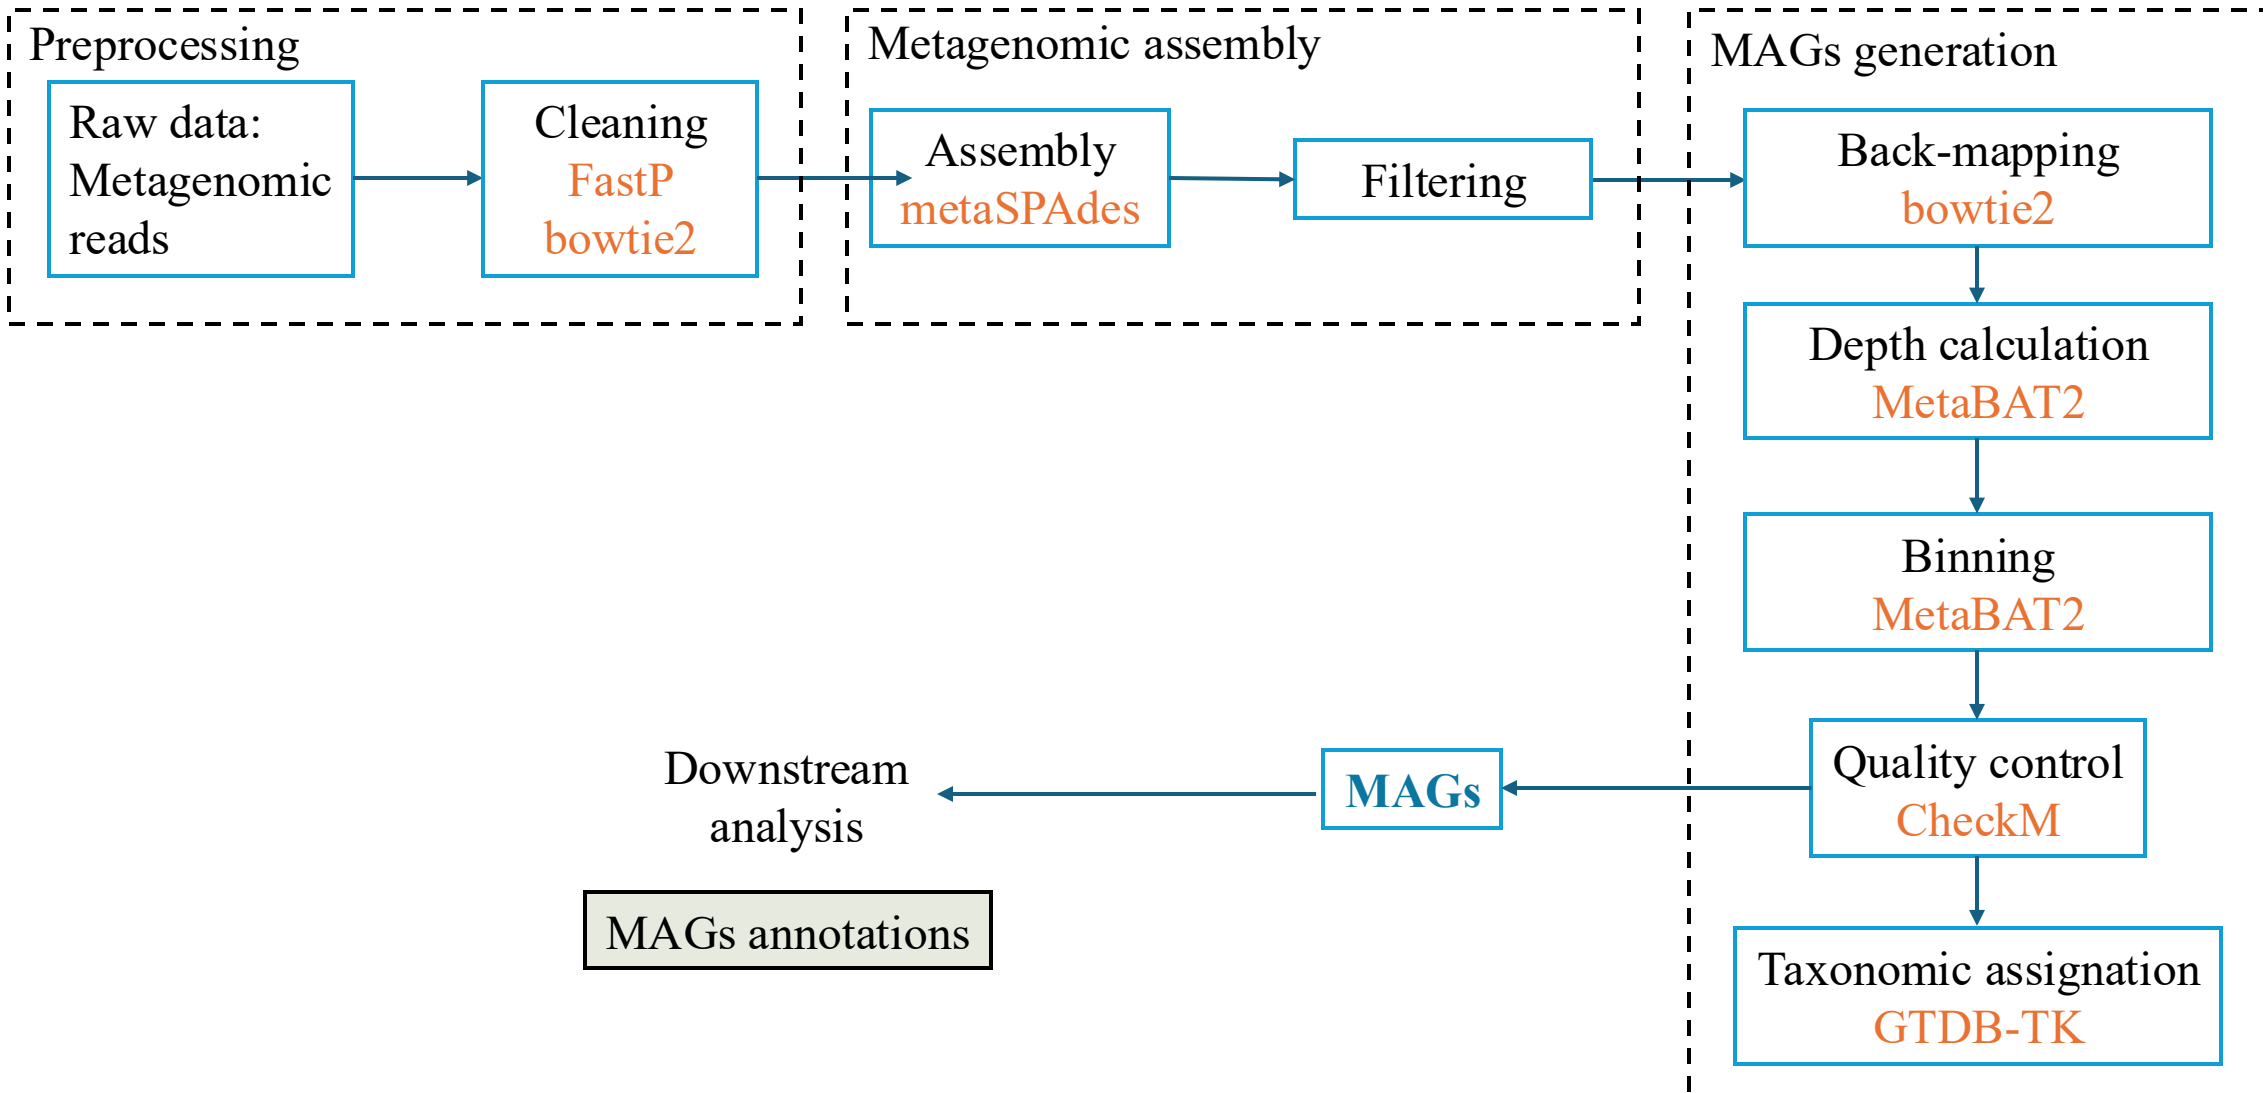 Preprocessing
Raw data:
Metagenomic
reads
Cleaning
FastP
bowtie2
Metagenomic assembly
Assembly
metaSPAdes
Filtering
MAGs generation
Back-mapping
bowtie2
Depth calculation
MetaBAT2
Binning
MetaBAT2
Quality control
CheckM
Taxonomic assignation
GTDB-TK
MAGs
Downstream
analysis
MAGs annotations